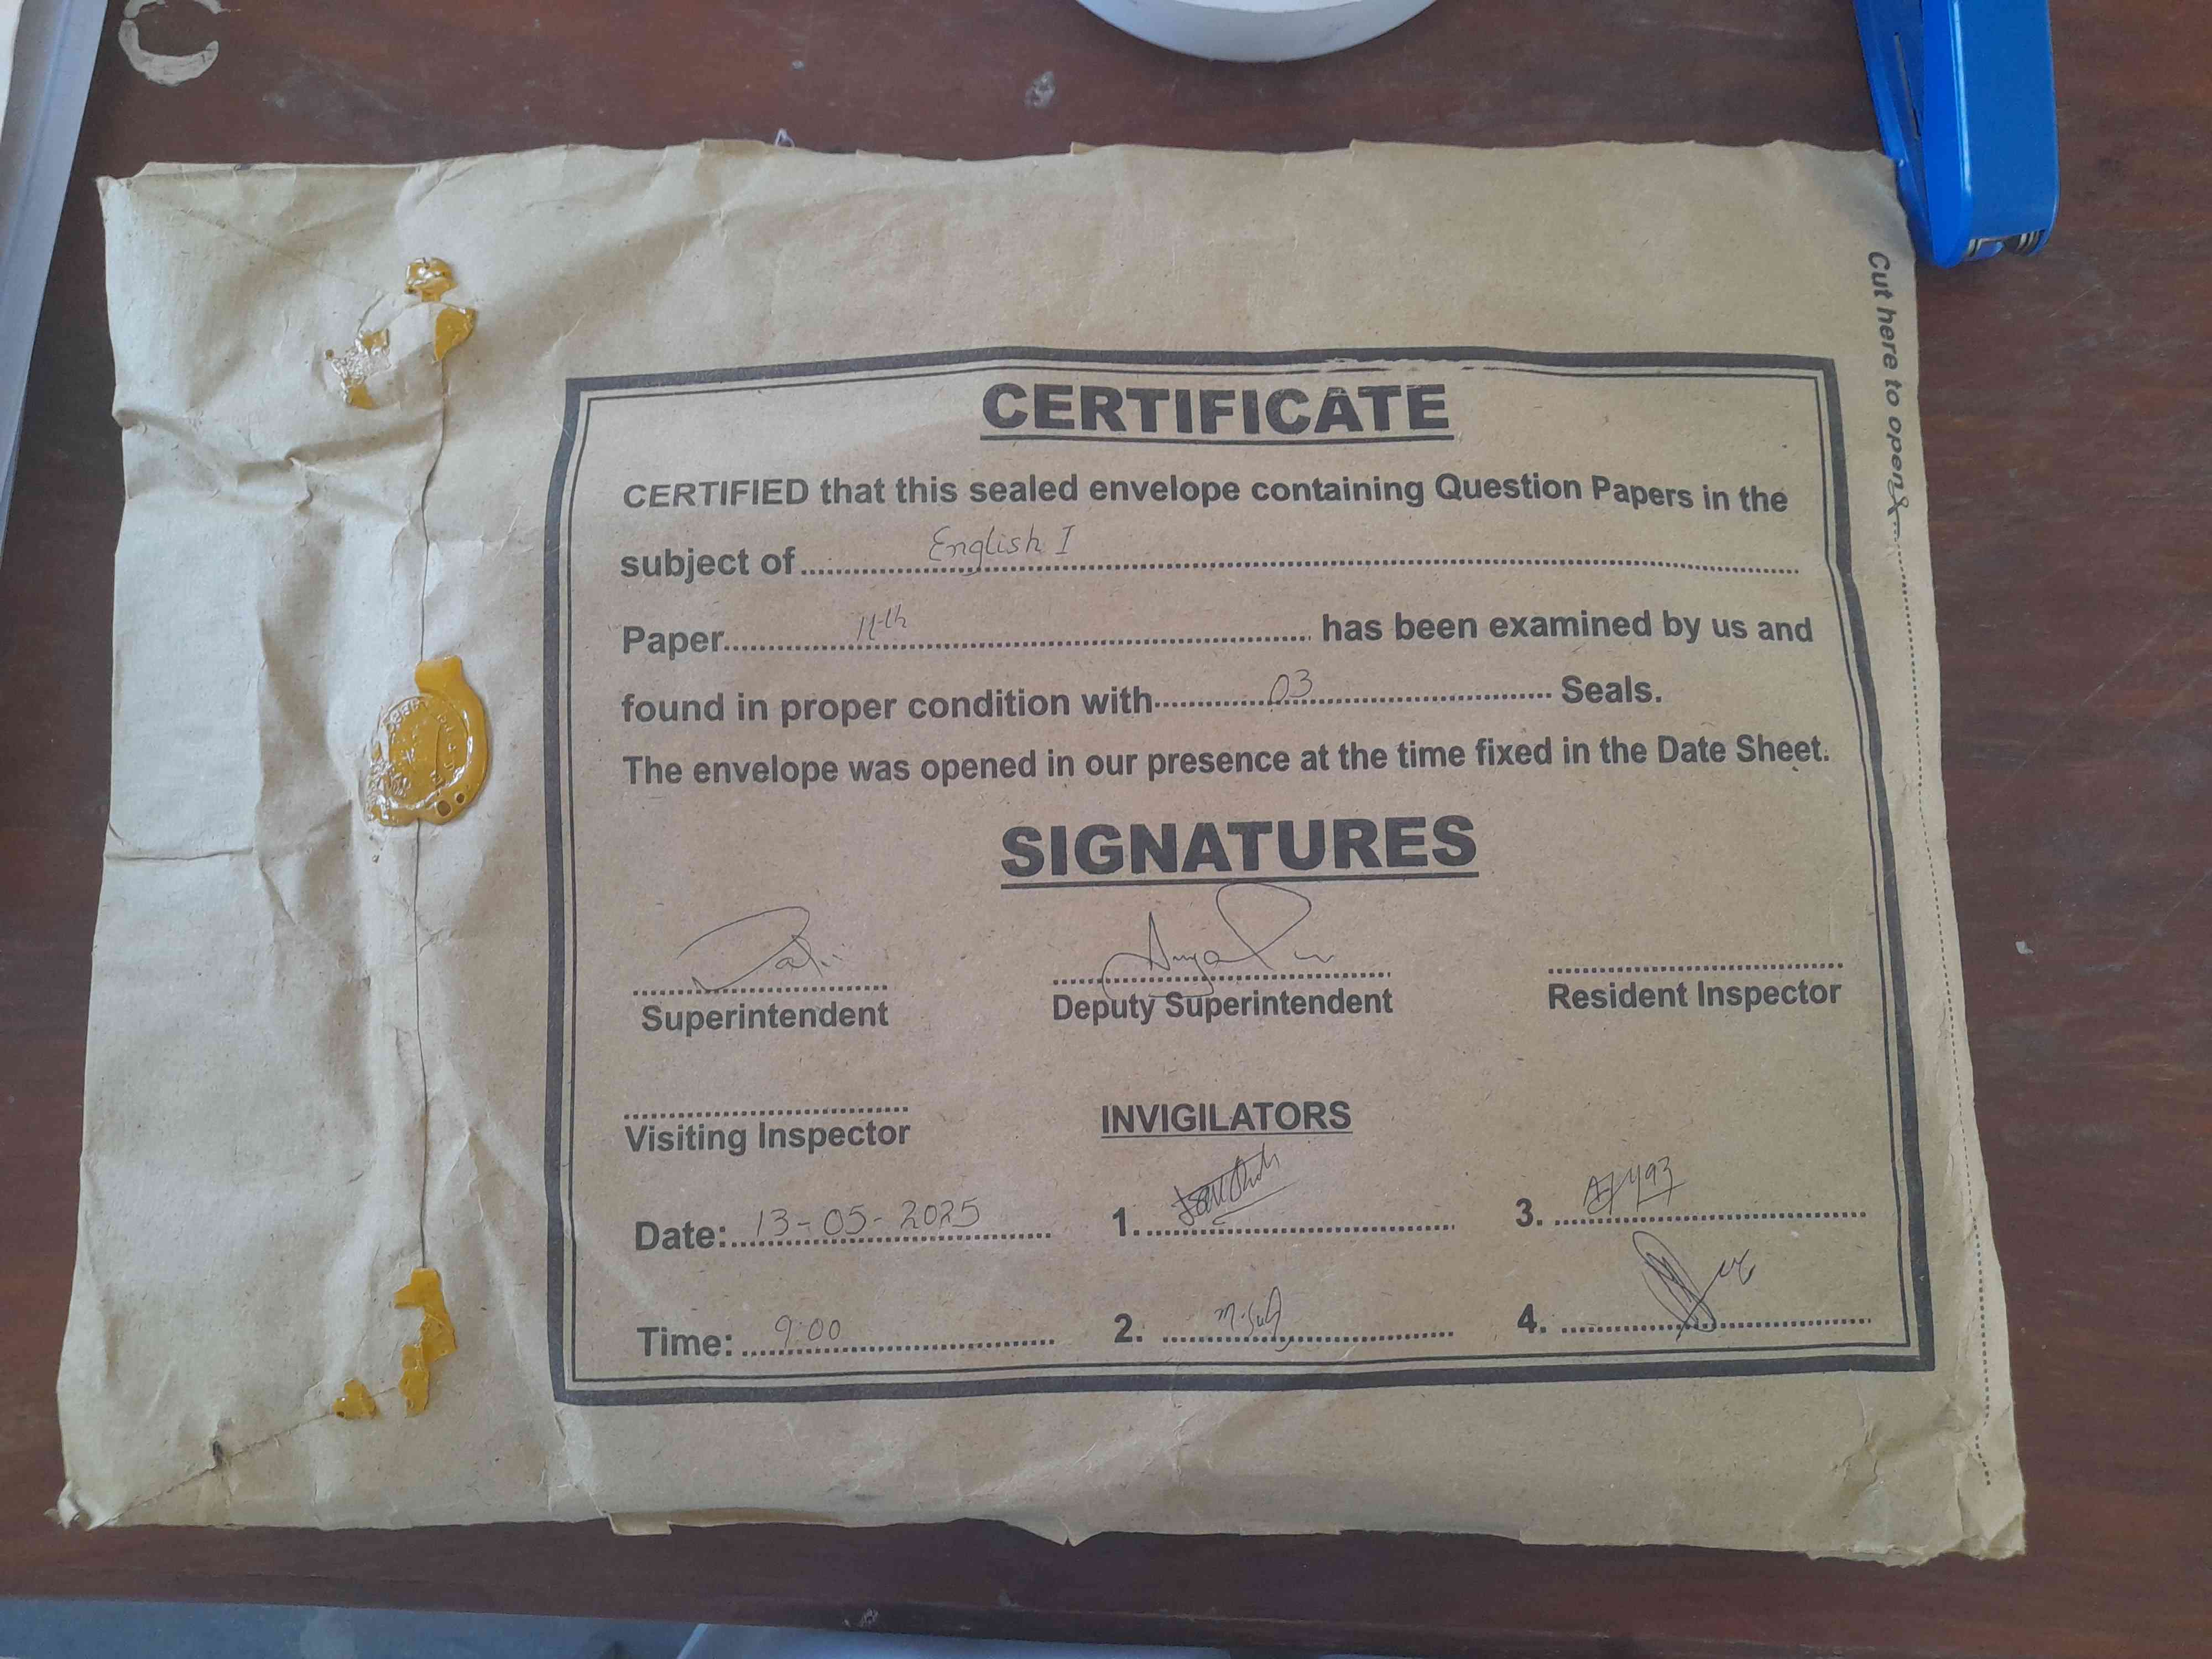 Cut here to open
CERTIFICATE
CERTIFIED that this sealed envelope containing Question Papers in the
subject of English I
Paper 11th has been examined by us and
found in proper condition with 03 Seals.
The envelope was opened in our presence at the time fixed in the Date Sheet.
SIGNATURES
Superintendent Deputy Superintendent Resident Inspector
Visiting Inspector INVIGILATORS
Date: 13-05-2025 1. 3.
Time: 9:00 2. 4.